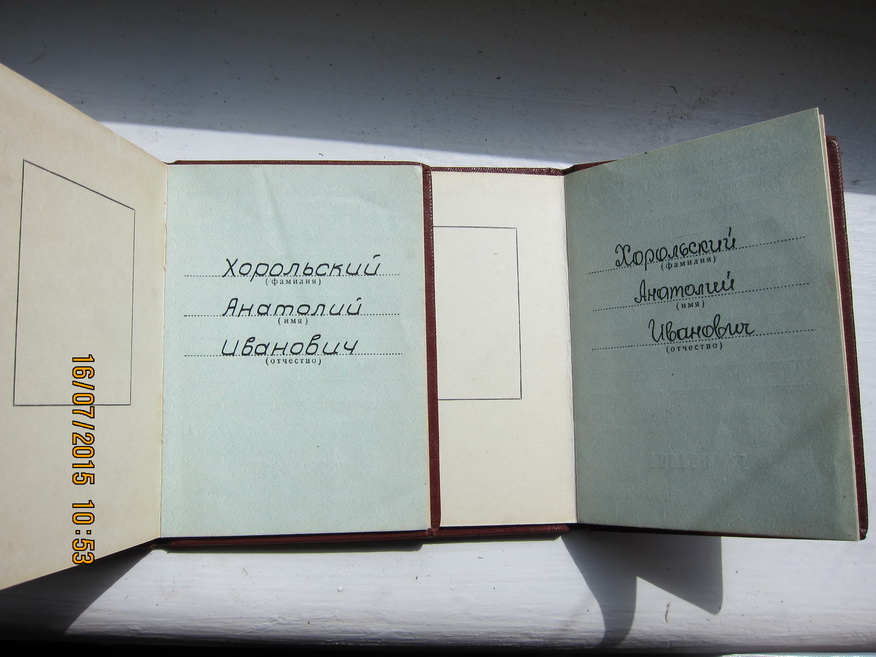 Хорольский
(фамилия)
Анатолий
(имя)
Иванович
(отчество)
Хорольский
(фамилия)
Анатолий
(имя)
Иванович
(отчество)
16/07/2015 10:53